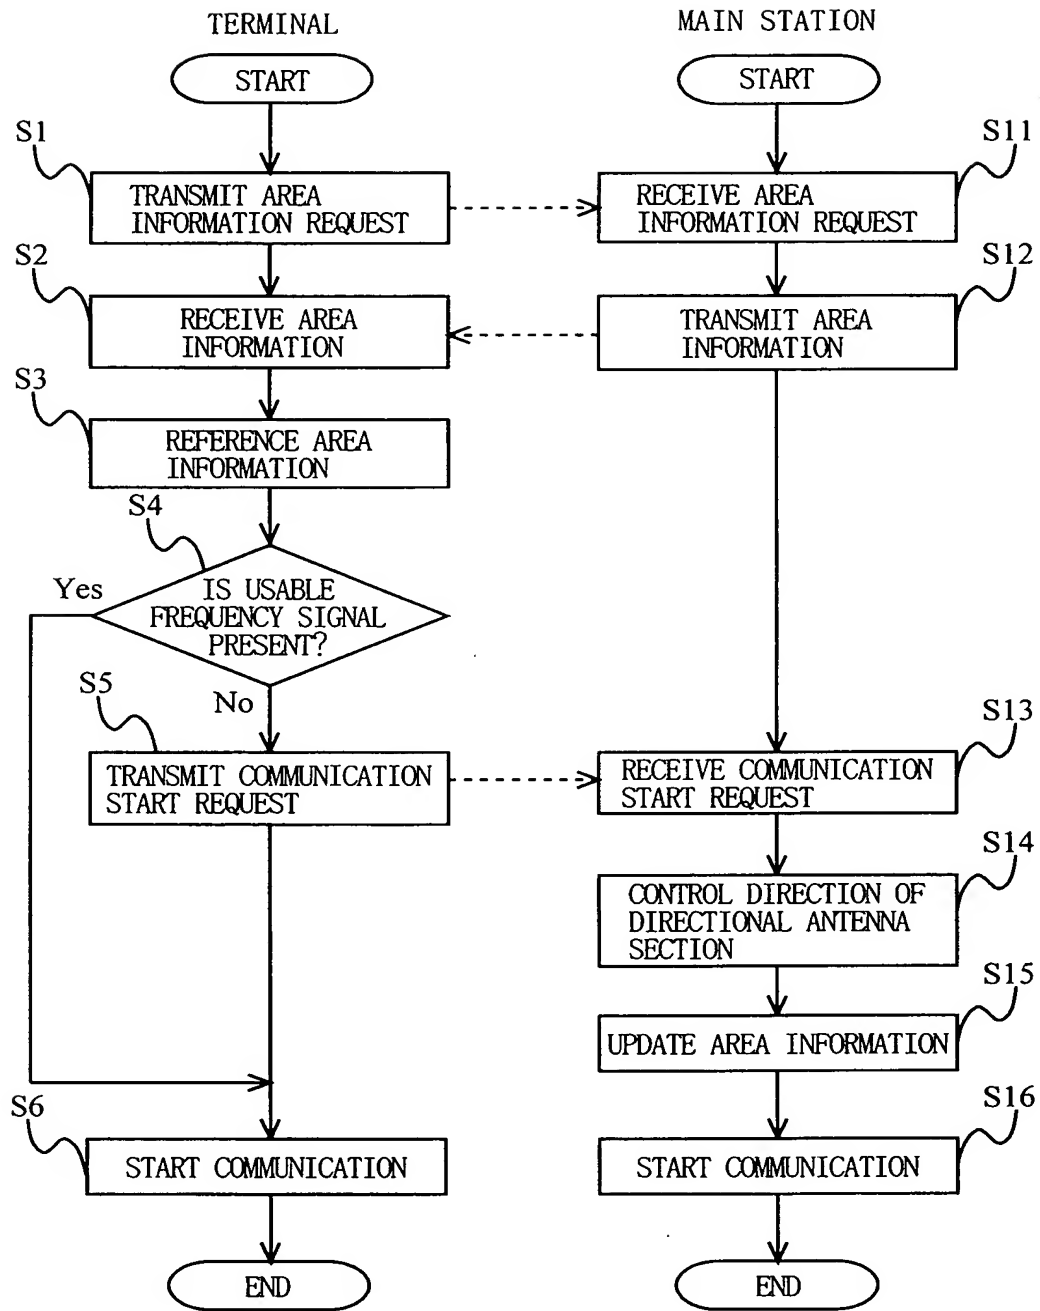 TERMINAL
MAIN STATION
START
START
S1
S11
TRANSMIT AREA
INFORMATION REQUEST
RECEIVE AREA
INFORMATION REQUEST
S2
S12
RECEIVE AREA
INFORMATION
TRANSMIT AREA
INFORMATION
S3
REFERENCE AREA
INFORMATION
S4
Yes
IS USABLE
FREQUENCY SIGNAL
PRESENT?
No
S5
S13
TRANSMIT COMMUNICATION
START REQUEST
RECEIVE COMMUNICATION
START REQUEST
S14
CONTROL DIRECTION OF
DIRECTIONAL ANTENNA
SECTION
S15
UPDATE AREA INFORMATION
S6
S16
START COMMUNICATION
START COMMUNICATION
END
END